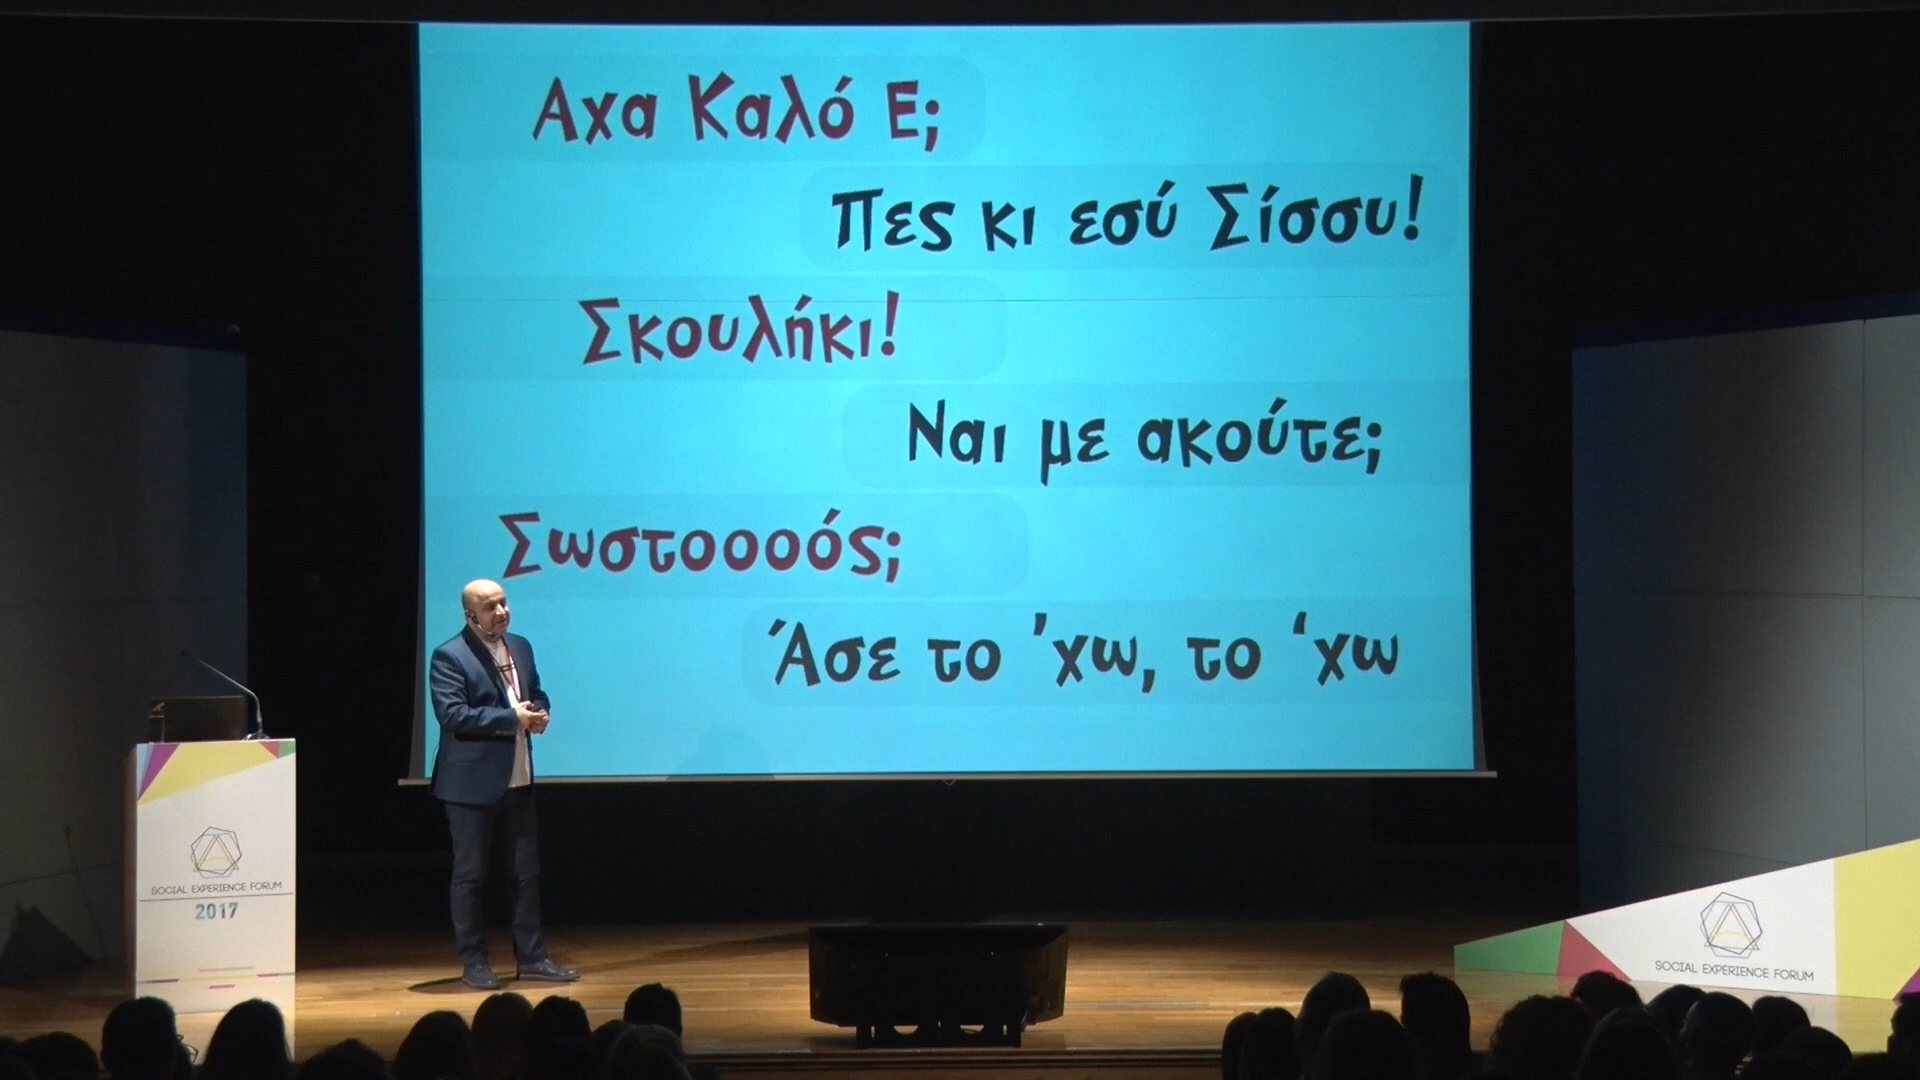 Αχα Καλό Ε;
Πες κι εσύ Σίσσυ!
Σκουλήκι!
Ναι με ακούτε;
Σωστοοοός;
Άσε το ’χω, το ‘χω
SOCIAL EXPERIENCE FORUM
2017
SOCIAL EXPERIENCE FORUM